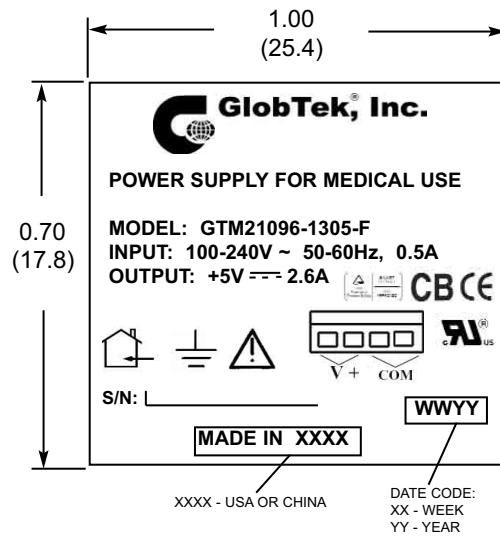 1.00
(25.4)
GlobTek, Inc.®
POWER SUPPLY FOR MEDICAL USE
0.70
(17.8)
MODEL: GTM21096-1305-F
INPUT: 100-240V ~ 50-60Hz, 0.5A
OUTPUT: +5V ⎓ 2.6A
CB CE
V + COM
c RU ® US
S/N:
WWYY
MADE IN XXXX
XXXX - USA OR CHINA
DATE CODE:
XX - WEEK
YY - YEAR